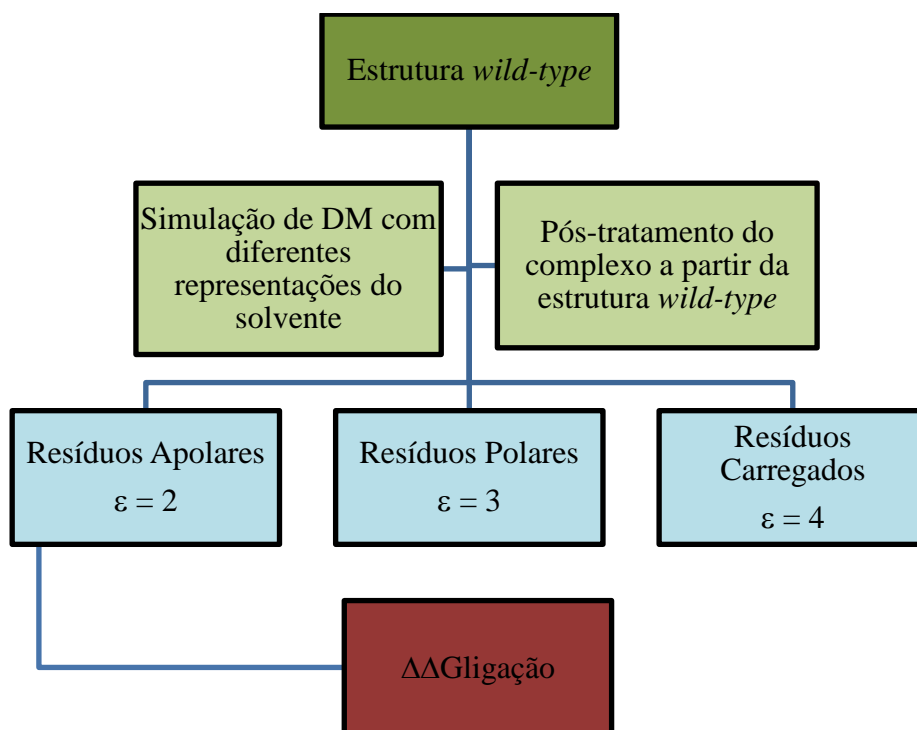 Estrutura wild-type
Simulação de DM com
diferentes
representações do
solvente
Pós-tratamento do
complexo a partir da
estrutura wild-type
Resíduos Apolares
ε = 2
Resíduos Polares
ε = 3
Resíduos
Carregados
ε = 4
ΔΔGligação